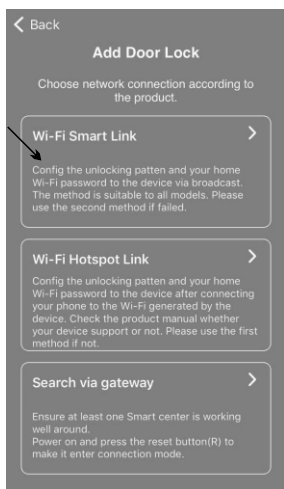 Back
Add Door Lock
Choose network connection according to
the product.
Wi-Fi Smart Link
Config the unlocking patten and your home
Wi-Fi password to the device via broadcast.
The method is suitable to all models. Please
use the second method if failed.
Wi-Fi Hotspot Link
Config the unlocking patten and your home
Wi-Fi password to the device after connecting
your phone to the Wi-Fi generated by the
device. Check the product manual whether
your device support or not. Please use the first
method if not.
Search via gateway
Ensure at least one Smart center is working
well around.
Power on and press the reset button(R) to
make it enter connection mode.